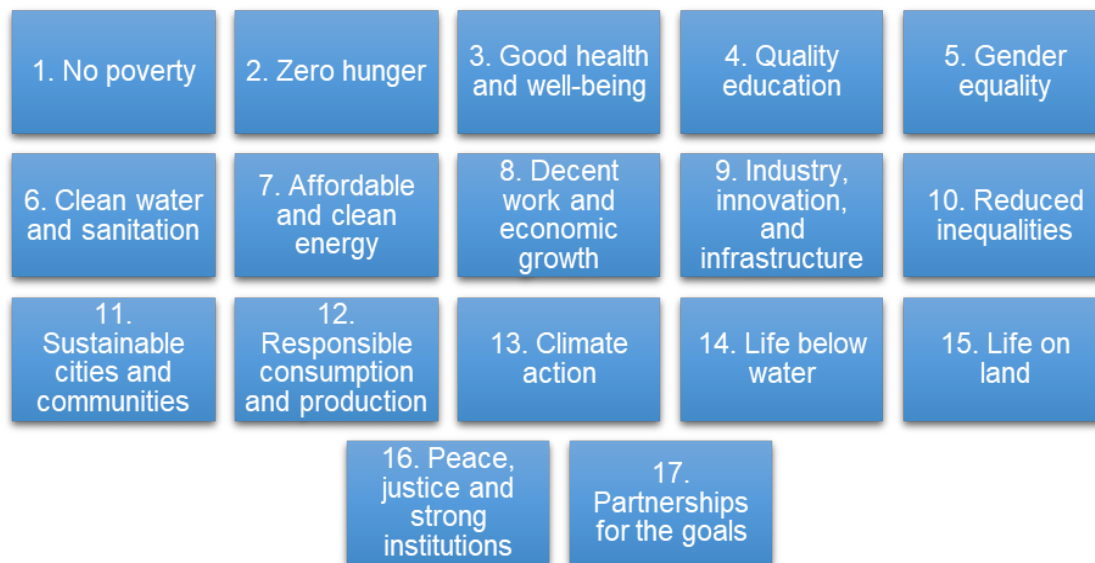 1. No poverty
2. Zero hunger
3. Good health
and well-being
4. Quality
education
5. Gender
equality
6. Clean water
and sanitation
7. Affordable
and clean
energy
8. Decent
work and
economic
growth
9. Industry,
innovation,
and
infrastructure
10. Reduced
inequalities
11.
Sustainable
cities and
communities
12.
Responsible
consumption
and production
13. Climate
action
14. Life below
water
15. Life on
land
16. Peace,
justice and
strong
institutions
17.
Partnerships
for the goals